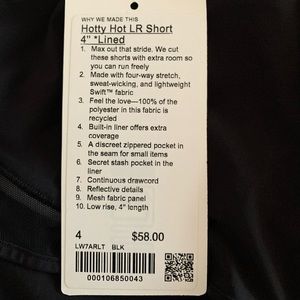 WHY WE MADE THIS
Hotty Hot LR Short
4" *Lined
1. Max out that stride. We cut
these shorts with extra room so
you can run freely
2. Made with four-way stretch,
sweat-wicking, and lightweight
Swift™ fabric
3. Feel the love—100% of the
polyester in this fabric is
recycled
4. Built-in liner offers extra
coverage
5. A discreet zippered pocket in
the seam for small items
6. Secret stash pocket in the
liner
7. Continuous drawcord
8. Reflective details
9. Mesh fabric panel
10. Low rise, 4" length
4 $58.00
LW7ARLT BLK
000106850043